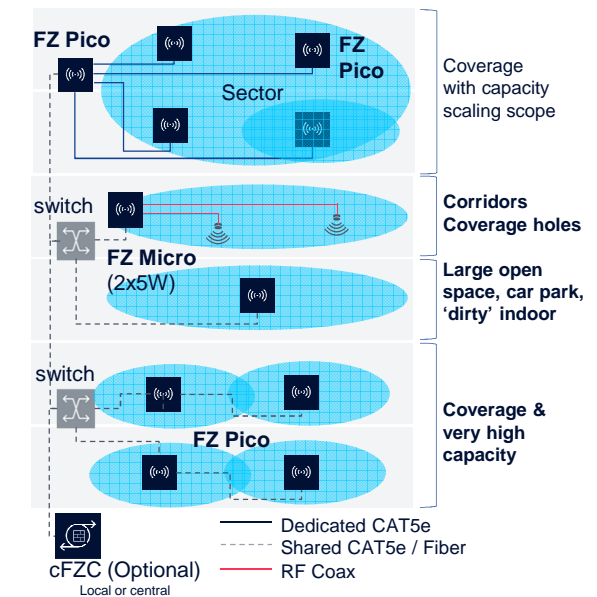 FZ Pico
FZ
Pico
Sector
Coverage
with capacity
scaling scope
switch
FZ Micro
(2x5W)
Corridors
Coverage holes
Large open
space, car park,
‘dirty’ indoor
switch
FZ Pico
Coverage &
very high
capacity
cFZC (Optional)
Local or central
Dedicated CAT5e
Shared CAT5e / Fiber
RF Coax